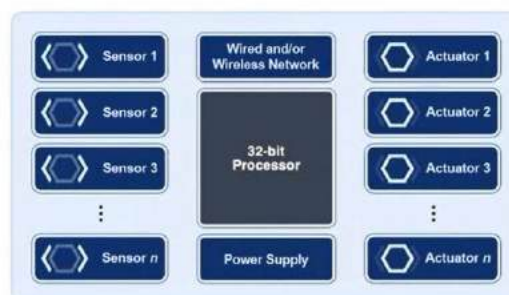 Sensor 1
Sensor 2
Sensor 3
Sensor n
Wired and/or
Wireless Network
32-bit
Processor
Power Supply
Actuator 1
Actuator 2
Actuator 3
Actuator n